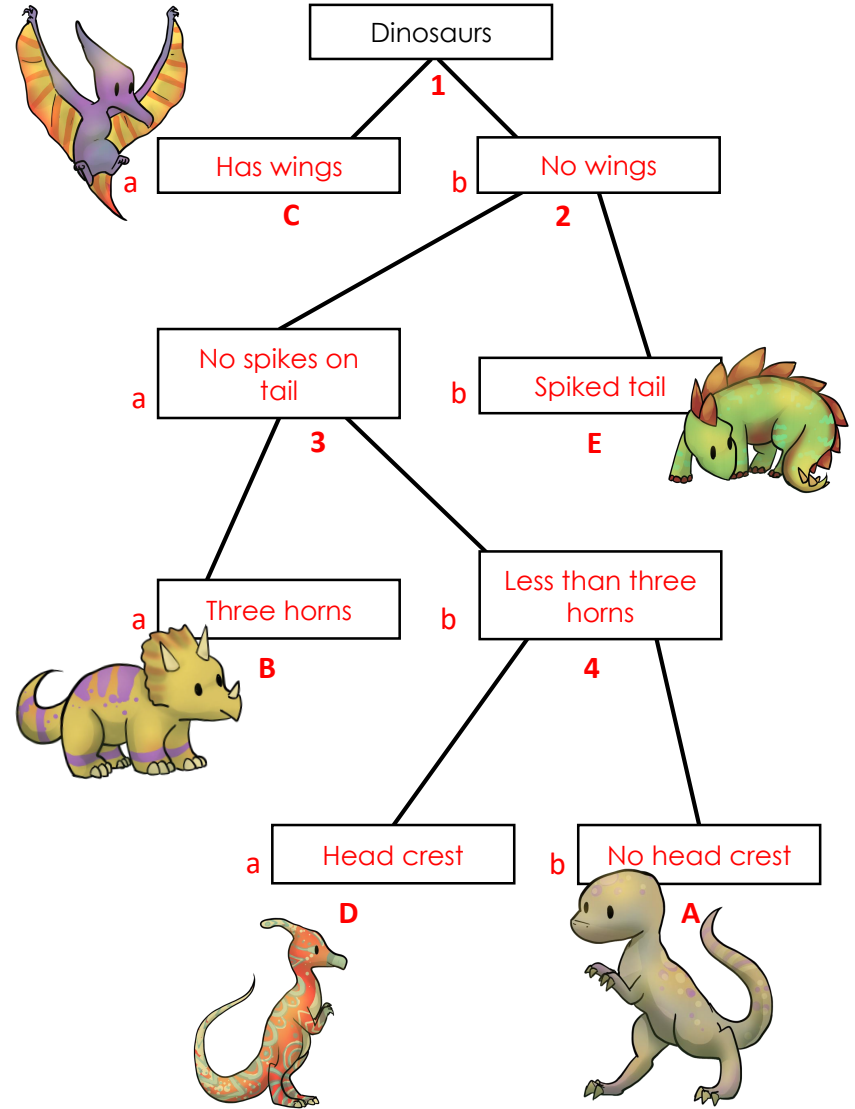 Dinosaurs
1
a
Has wings
b
No wings
C
2
a
No spikes on
tail
b
Spiked tail
3
E
a
Three horns
b
Less than three
horns
B
4
a
Head crest
b
No head crest
D
A